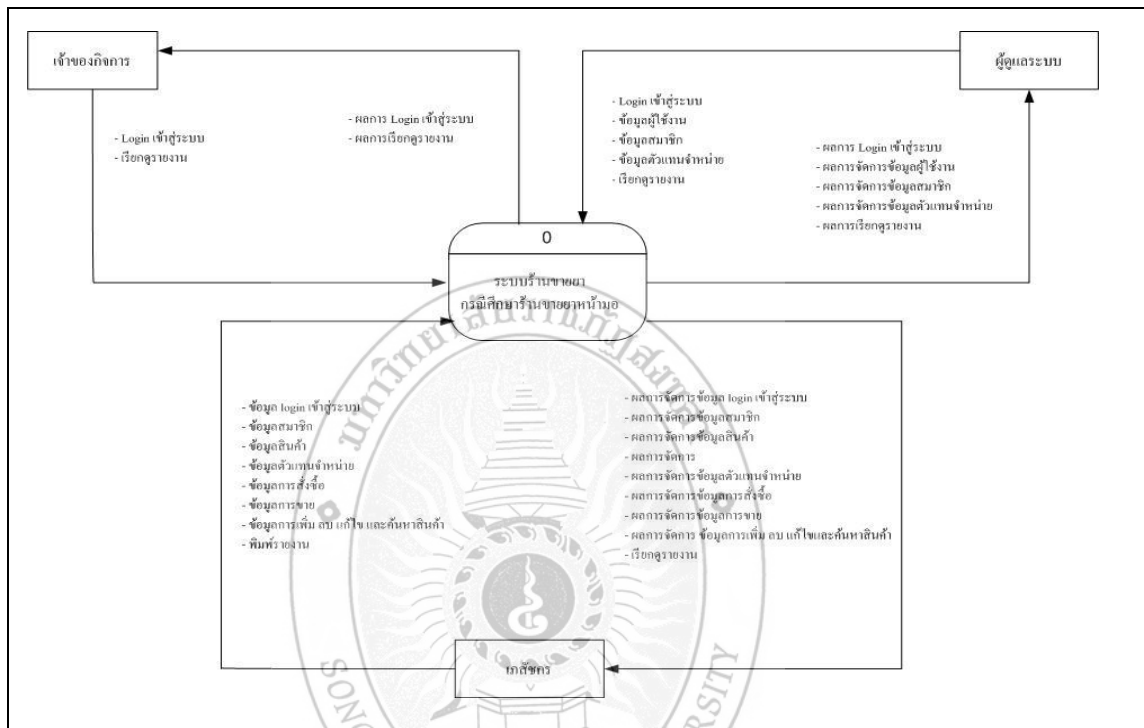 เจ้าของกิจการ
ผู้ดูแลระบบ
- Login เข้าสู่ระบบ
- เรียกดูรายงาน
- ผลการ Login เข้าสู่ระบบ
- ผลการเรียกดูรายงาน
- Login เข้าสู่ระบบ
- ข้อมูลผู้ใช้งาน
- ข้อมูลสมาชิก
- ข้อมูลตัวแทนจำหน่าย
- เรียกดูรายงาน
- ผลการ Login เข้าสู่ระบบ
- ผลการจัดการข้อมูลผู้ใช้งาน
- ผลการจัดการข้อมูลสมาชิก
- ผลการจัดการข้อมูลตัวแทนจำหน่าย
- ผลการเรียกดูรายงาน
0
ระบบร้านขายยา
กรณีศึกษาร้านขายยาหน้ามอ
- ข้อมูล login เข้าสู่ระบบ
- ข้อมูลสมาชิก
- ข้อมูลสินค้า
- ข้อมูลตัวแทนจำหน่าย
- ข้อมูลการสั่งซื้อ
- ข้อมูลการขาย
- ข้อมูลการเพิ่ม ลบ แก้ไข และค้นหาสินค้า
- พิมพ์รายงาน
- ผลการจัดการข้อมูล login เข้าสู่ระบบ
- ผลการจัดการข้อมูลสมาชิก
- ผลการจัดการข้อมูลสินค้า
- ผลการจัดการ
- ผลการจัดการข้อมูลตัวแทนจำหน่าย
- ผลการจัดการข้อมูลการสั่งซื้อ
- ผลการจัดการข้อมูลการขาย
- ผลการจัดการ ข้อมูลการเพิ่ม ลบ แก้ไขและค้นหาสินค้า
- เรียกดูรายงาน
เภสัชกร